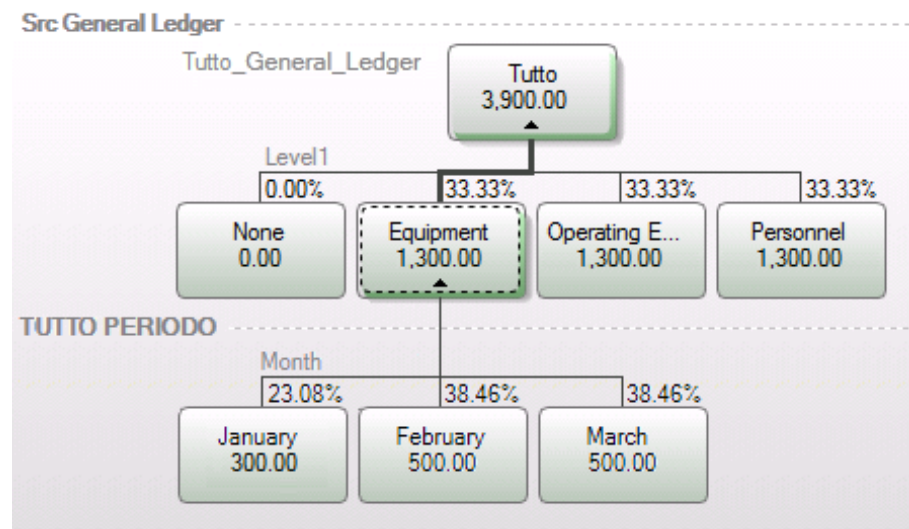 Src General Ledger
Tutto_General_Ledger
Tutto
3,900.00
Level1
0.00%
33.33%
33.33%
33.33%
None
0.00
Equipment
1,300.00
Operating E...
1,300.00
Personnel
1,300.00
TUTTO PERIODO
Month
23.08%
38.46%
38.46%
January
300.00
February
500.00
March
500.00